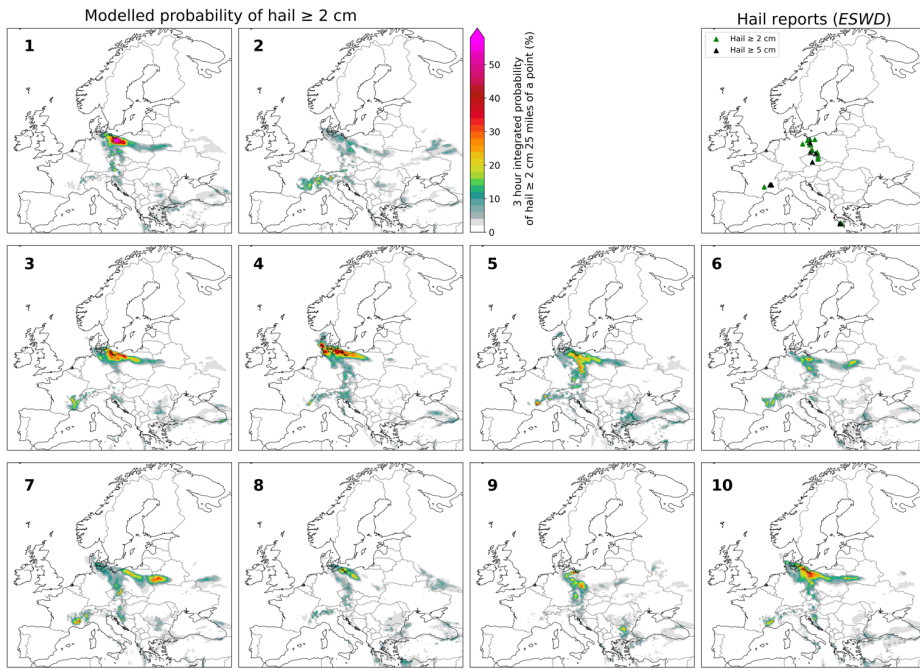 Modelled probability of hail ≥ 2 cm
Hail reports (ESWD)
1
2
50
40
30
20
10
0
3 hour integrated probability (%)
of hail ≥ 2 cm 25 miles of a point
Hail ≥ 2 cm
Hail ≥ 5 cm
3
4
5
6
7
8
9
10